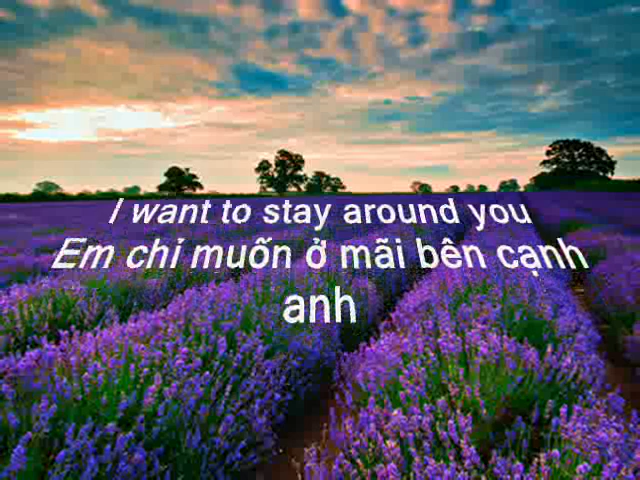 I want to stay around you
Em chỉ muốn ở mãi bên cạnh
anh